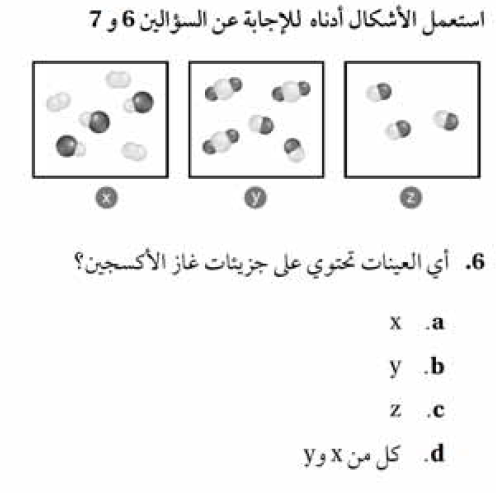 استعمل الأشكال أدناه للإجابة عن السؤالين 6 و 7
x y z
6. أي العينات تحتوي على جزيئات غاز الأكسجين؟
a. x
b. y
c. z
d. كل من x و y